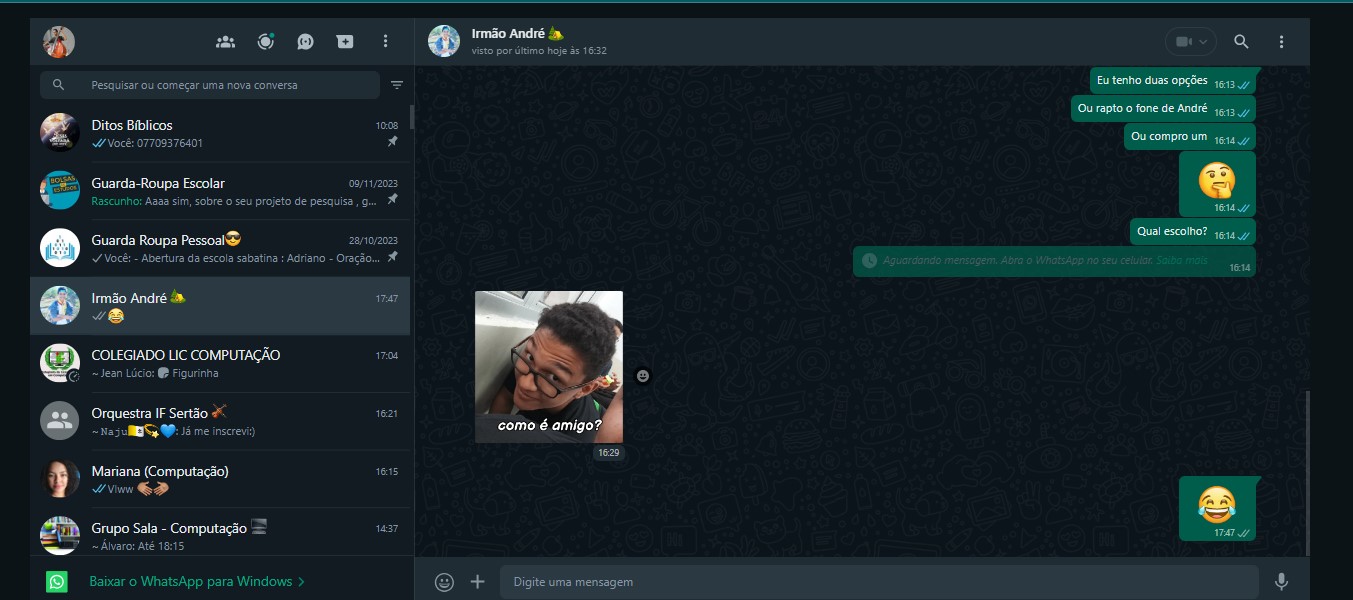 Pesquisar ou começar uma nova conversa
Ditos Bíblicos 10:08
Você: 07709376401
Guarda-Roupa Escolar 09/11/2023
Rascunho: Aaaa sim, sobre o seu projeto de pesquisa , g...
Guarda Roupa Pessoal😎 28/10/2023
Você: - Abertura da escola sabatina : Adriano - Oração...
Irmão André 🏕️ 17:47
😂
COLEGIADO LIC COMPUTAÇÃO 17:04
~ Jean Lúcio: Figurinha
Orquestra IF Sertão 🎻 16:21
~ Naju 💫💙: Já me inscrevi:)
Mariana (Computação) 16:15
Vlww
Grupo Sala - Computação 14:37
~ Álvaro: Até 18:15
Baixar o WhatsApp para Windows >
Irmão André 🏕️
visto por último hoje às 16:32
Eu tenho duas opções 16:13
Ou rapto o fone de André 16:13
Ou compro um 16:14
🤔
16:14
Qual escolho? 16:14
Aguardando mensagem. Abra o WhatsApp no seu celular. Saiba mais 16:14
como é amigo?
16:29
😂
17:47
Digite uma mensagem